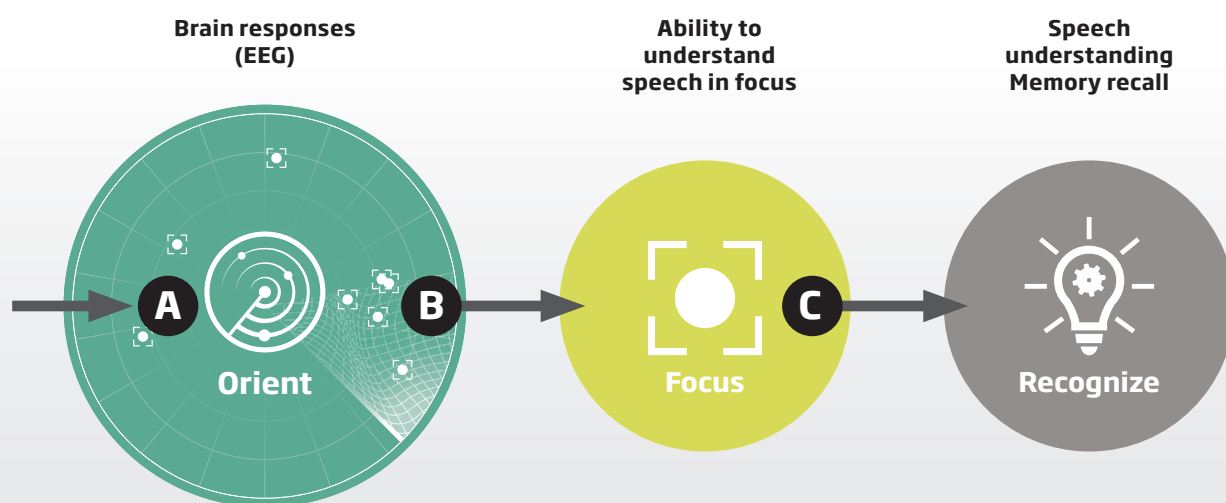 Brain responses
(EEG)
Ability to
understand
speech in focus
Speech
understanding
Memory recall
A
B
C
Orient
Focus
Recognize